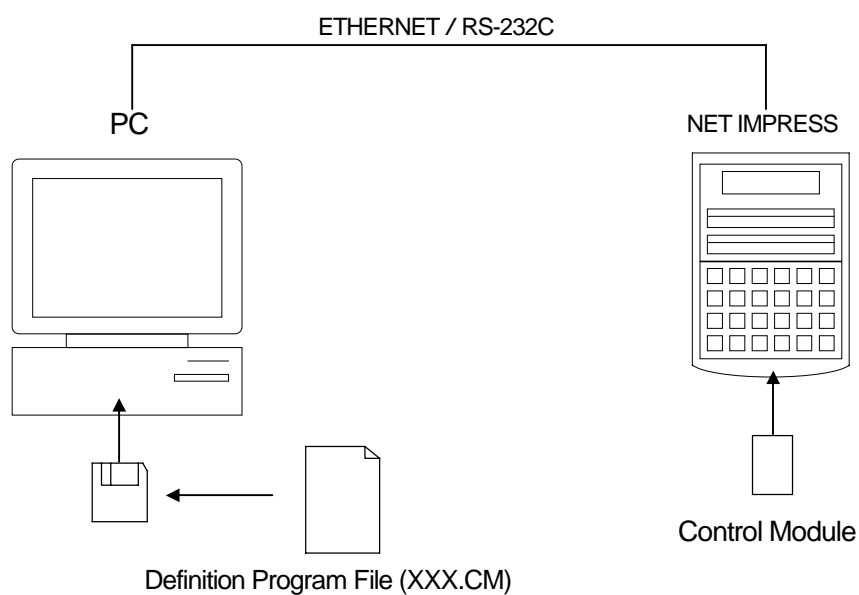 ETHERNET / RS-232C
PC
NET IMPRESS
Control Module
Definition Program File (XXX.CM)